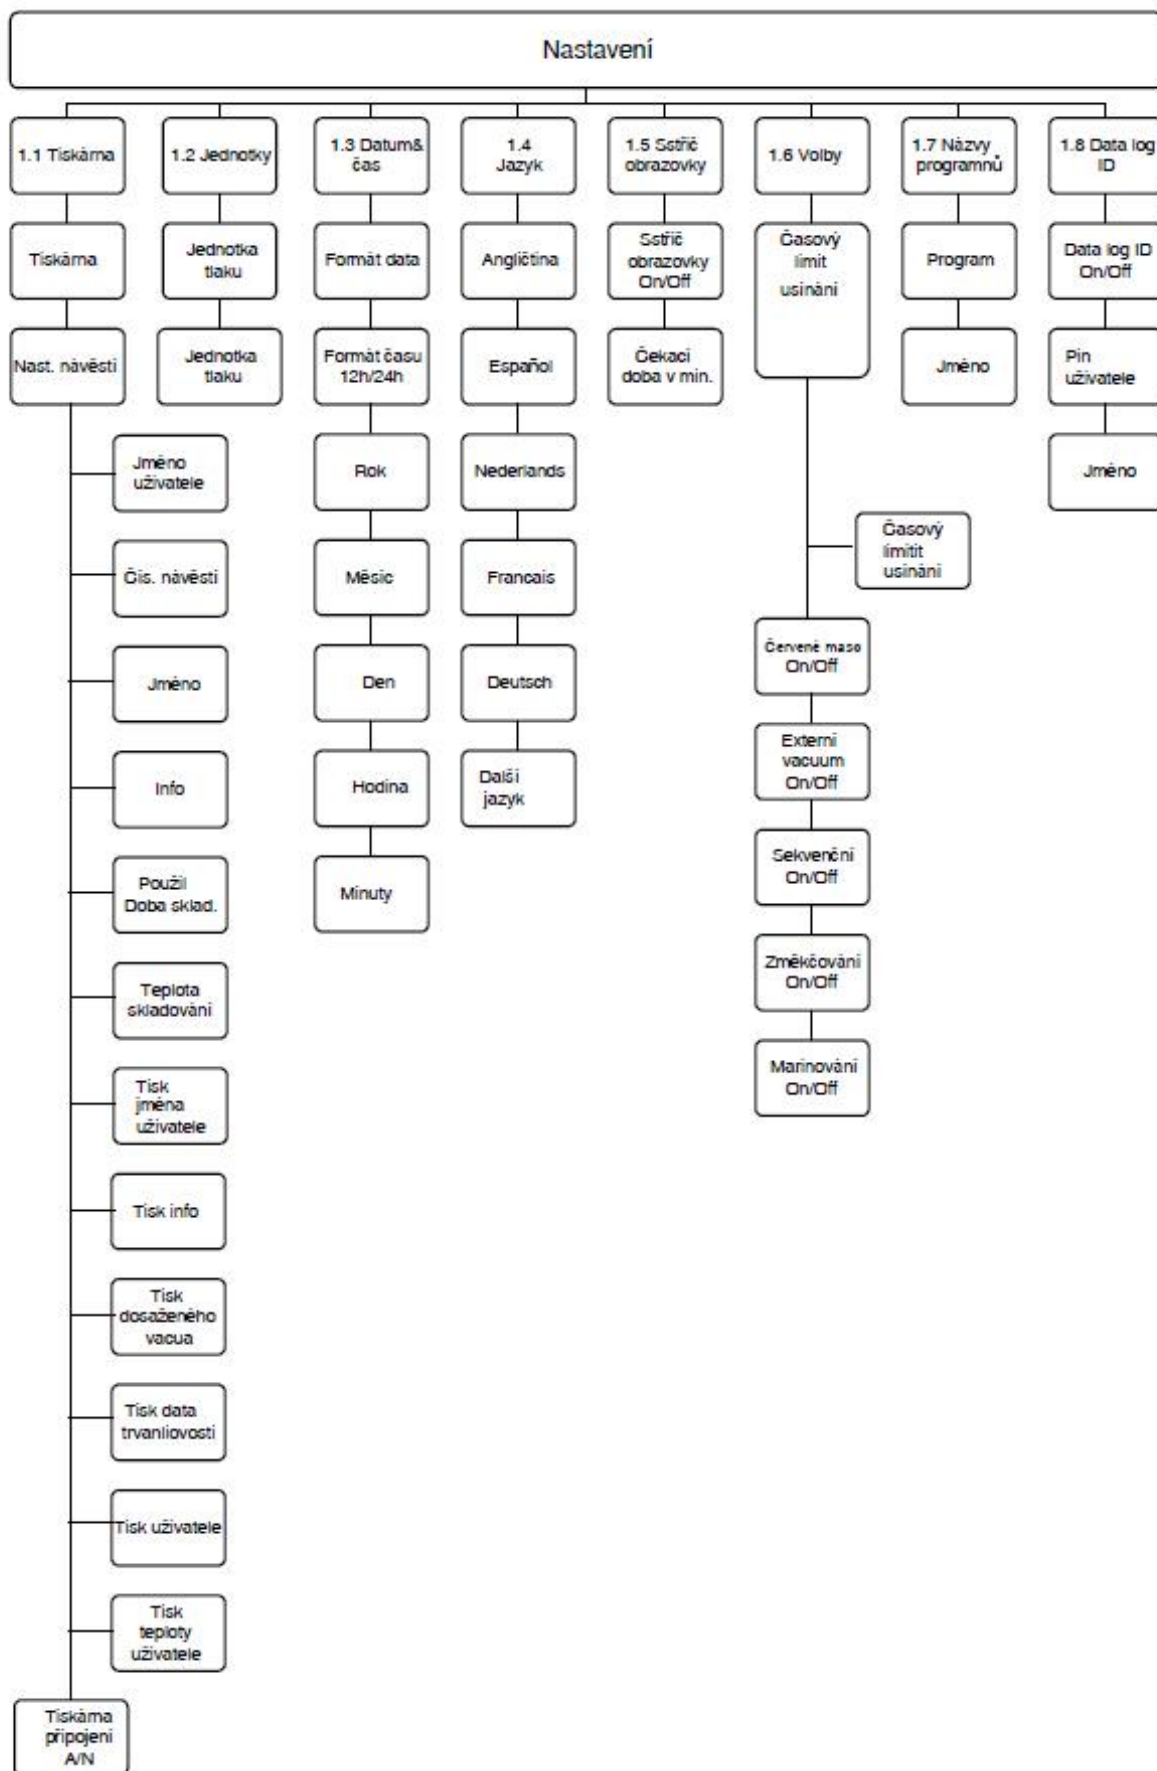 Nastavení
1.1 Tiskárna
Tiskárna
Nast. návěstí
Jméno
uživatele
Čís. návěstí
Jméno
Info
Použil
Doba sklad.
Teplota
skladování
Tisk
jména
uživatele
Tisk info
Tisk
dosaženého
vacua
Tisk data
trvanliovosti
Tisk uživatele
Tisk
teploty
uživatele
Tiskárna
připojení
A/N
1.2 Jednotky
Jednotka
tlaku
Jednotka
tlaku
1.3 Datum&
čas
Formát data
Formát času
12h/24h
Rok
Měsíc
Den
Hodina
Minuty
1.4
Jazyk
Angličtina
Español
Nederlands
Francais
Deutsch
Další
jazyk
1.5 Sstřič
obrazovky
Sstřič
obrazovky
On/Off
Čekací
doba v min.
1.6 Volby
Časový
limit
usínání
Časový
limitit
usínání
Červené maso
On/Off
Externí
vacuum
On/Off
Sekvenční
On/Off
Změkčování
On/Off
Marinování
On/Off
1.7 Názvy
programnů
Program
Jméno
1.8 Data log
ID
Data log ID
On/Off
Pin
uživatele
Jméno